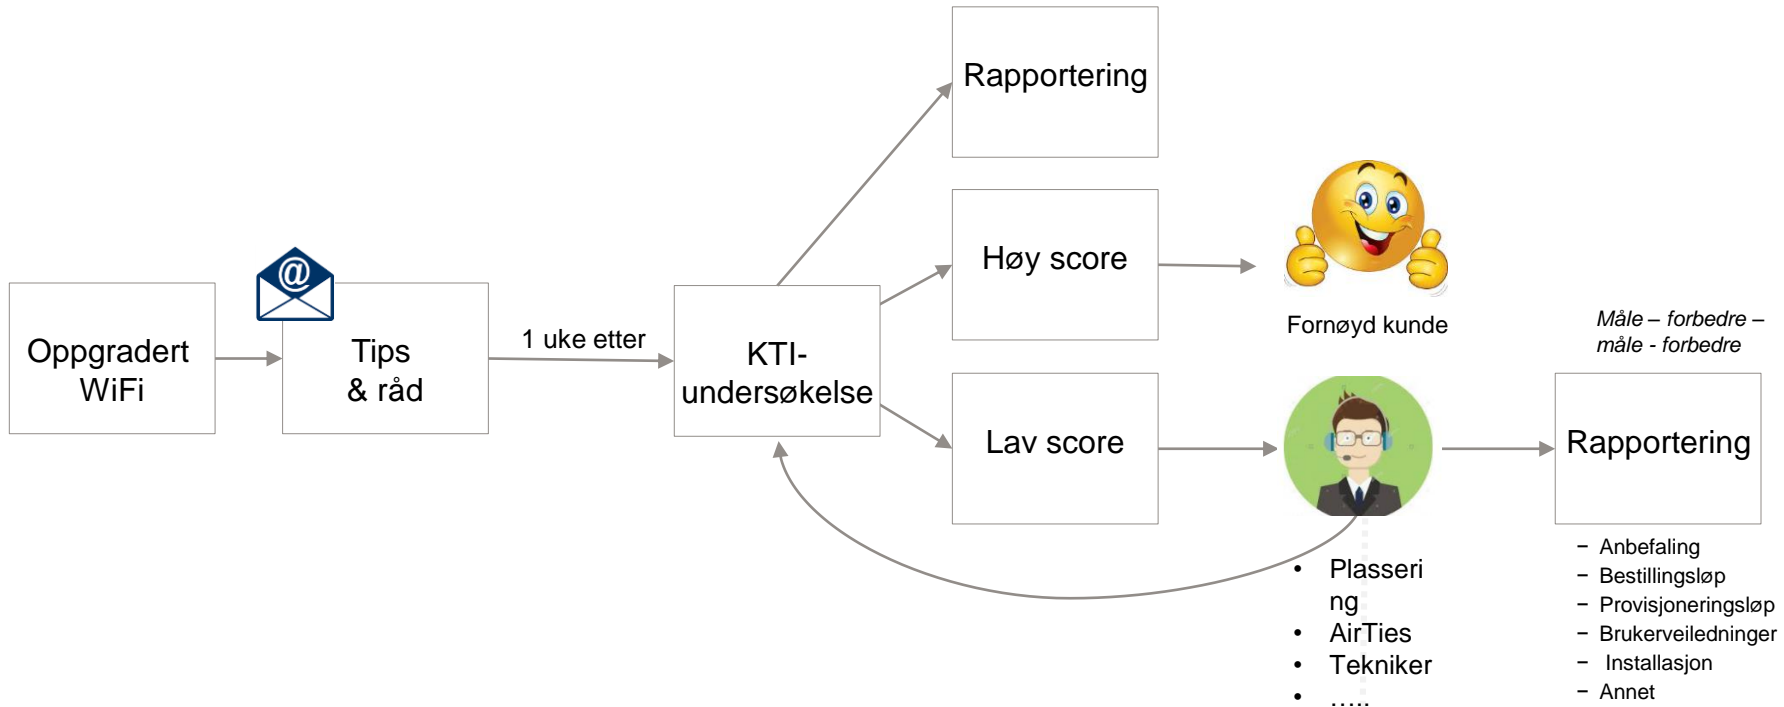 Oppgradert
WiFi
@
Tips
& råd
1 uke etter
KTI-
undersøkelse
Rapportering
Høy score
Fornøyd kunde
Lav score
• Plasseri
ng
• AirTies
• Tekniker
• .....
Måle – forbedre –
måle - forbedre
Rapportering
– Anbefaling
– Bestillingsløp
– Provisjoneringsløp
– Brukerveiledninger
– Installasjon
– Annet